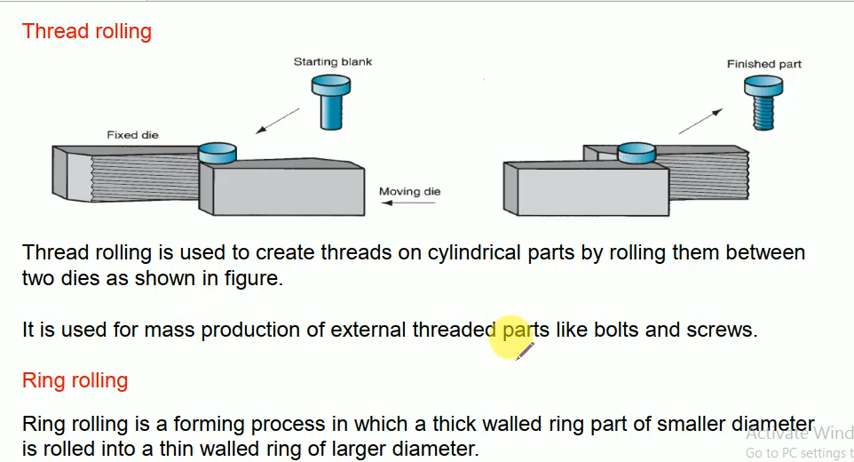 Thread rolling
Starting blank
Finished part
Fixed die
Moving die
Thread rolling is used to create threads on cylindrical parts by rolling them between
two dies as shown in figure.
It is used for mass production of external threaded parts like bolts and screws.
Ring rolling
Ring rolling is a forming process in which a thick walled ring part of smaller diameter
is rolled into a thin walled ring of larger diameter.
Activate Wind
Go to PC settings t